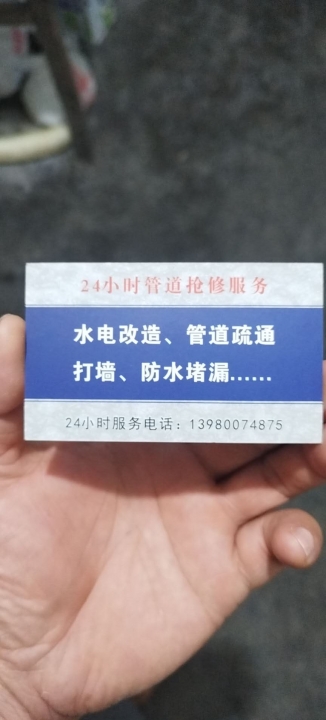 24小时管道抢修服务
水电改造、管道疏通
打墙、防水堵漏......
24小时服务电话：13980074875